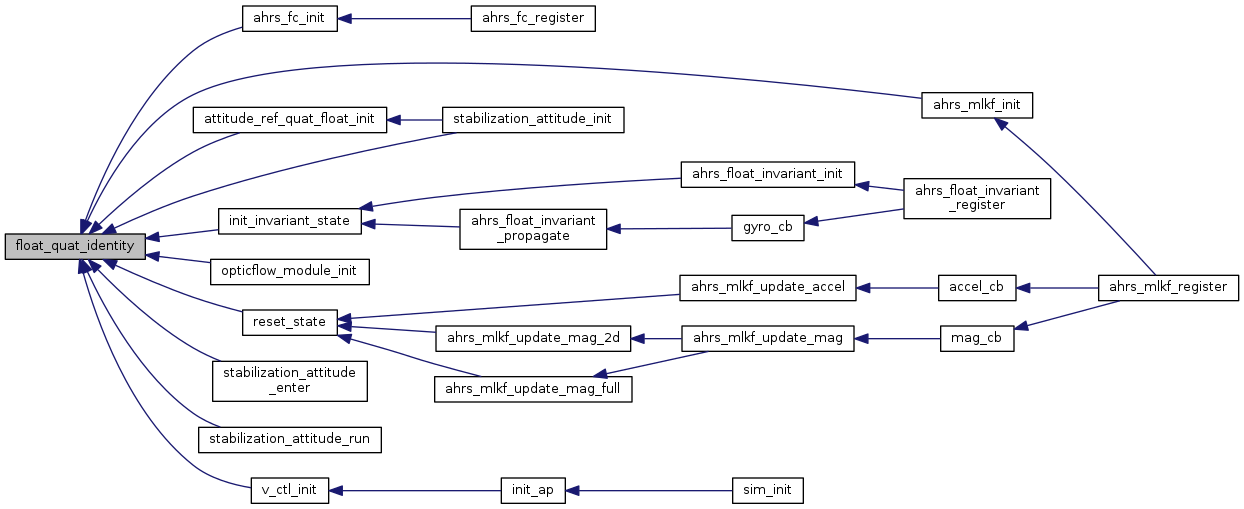 ahrs_fc_init
ahrs_fc_register
ahrs_mlkf_init
attitude_ref_quat_float_init
stabilization_attitude_init
ahrs_float_invariant_init
ahrs_float_invariant
_register
init_invariant_state
ahrs_float_invariant
_propagate
gyro_cb
float_quat_identity
opticflow_module_init
ahrs_mlkf_update_accel
accel_cb
ahrs_mlkf_register
reset_state
ahrs_mlkf_update_mag_2d
ahrs_mlkf_update_mag
mag_cb
stabilization_attitude
_enter
ahrs_mlkf_update_mag_full
stabilization_attitude_run
v_ctl_init
init_ap
sim_init